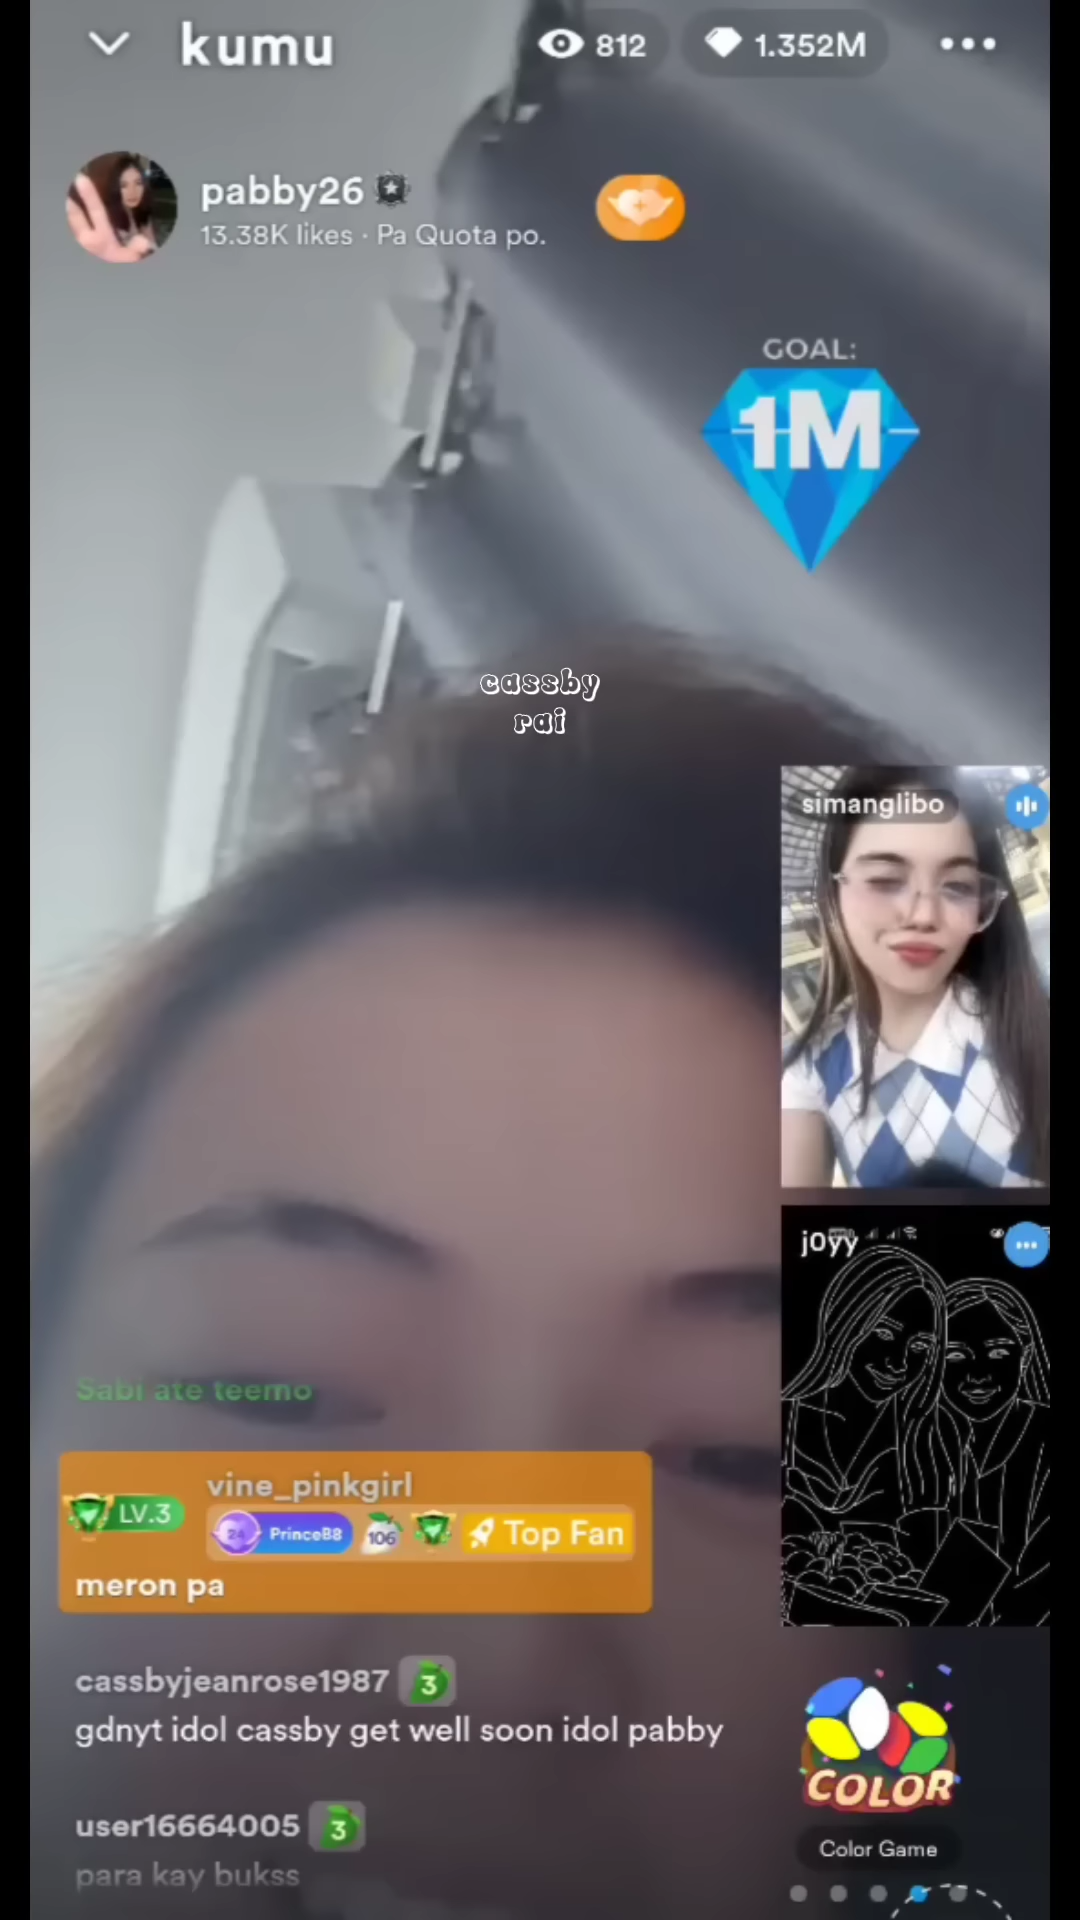 kumu
812
1.352M
pabby26
13.38K likes · Pa Quota po.
GOAL:
1M
cassby
rai
simanglibo
j0yy
Sabi ate teemo
vine_pinkgirl
LV.3
24 Prince88 106 Top Fan
meron pa
cassbyjeanrose1987 3
gdnyt idol cassby get well soon idol pabby
user16664005 3
para kay bukss
COLOR
Color Game